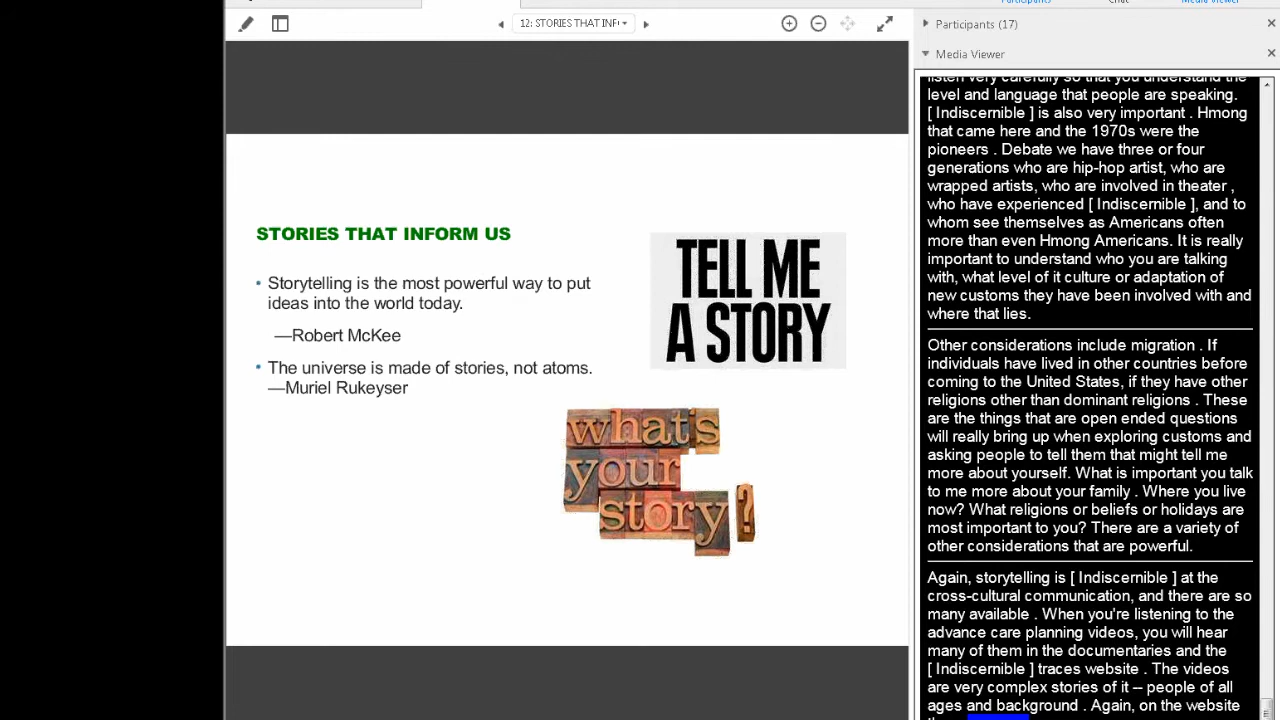 12: STORIES THAT INF
STORIES THAT INFORM US
• Storytelling is the most powerful way to put
ideas into the world today.
—Robert McKee
• The universe is made of stories, not atoms.
—Muriel Rukeyser
TELL ME
A STORY
what's
your
story?
Participants (17)
Media Viewer
listen very carefully so that you understand the
level and language that people are speaking.
[ Indiscernible ] is also very important . Hmong
that came here and the 1970s were the
pioneers . Debate we have three or four
generations who are hip-hop artist, who are
wrapped artists, who are involved in theater ,
who have experienced [ Indiscernible ], and to
whom see themselves as Americans often
more than even Hmong Americans. It is really
important to understand who you are talking
with, what level of it culture or adaptation of
new customs they have been involved with and
where that lies.
Other considerations include migration . If
individuals have lived in other countries before
coming to the United States, if they have other
religions other than dominant religions . These
are the things that are open ended questions
will really bring up when exploring customs and
asking people to tell them that might tell me
more about yourself. What is important you talk
to me more about your family . Where you live
now? What religions or beliefs or holidays are
most important to you? There are a variety of
other considerations that are powerful.
Again, storytelling is [ Indiscernible ] at the
cross-cultural communication, and there are so
many available . When you're listening to the
advance care planning videos, you will hear
many of them in the documentaries and the
[ Indiscernible ] traces website . The videos
are very complex stories of it -- people of all
ages and background . Again, on the website